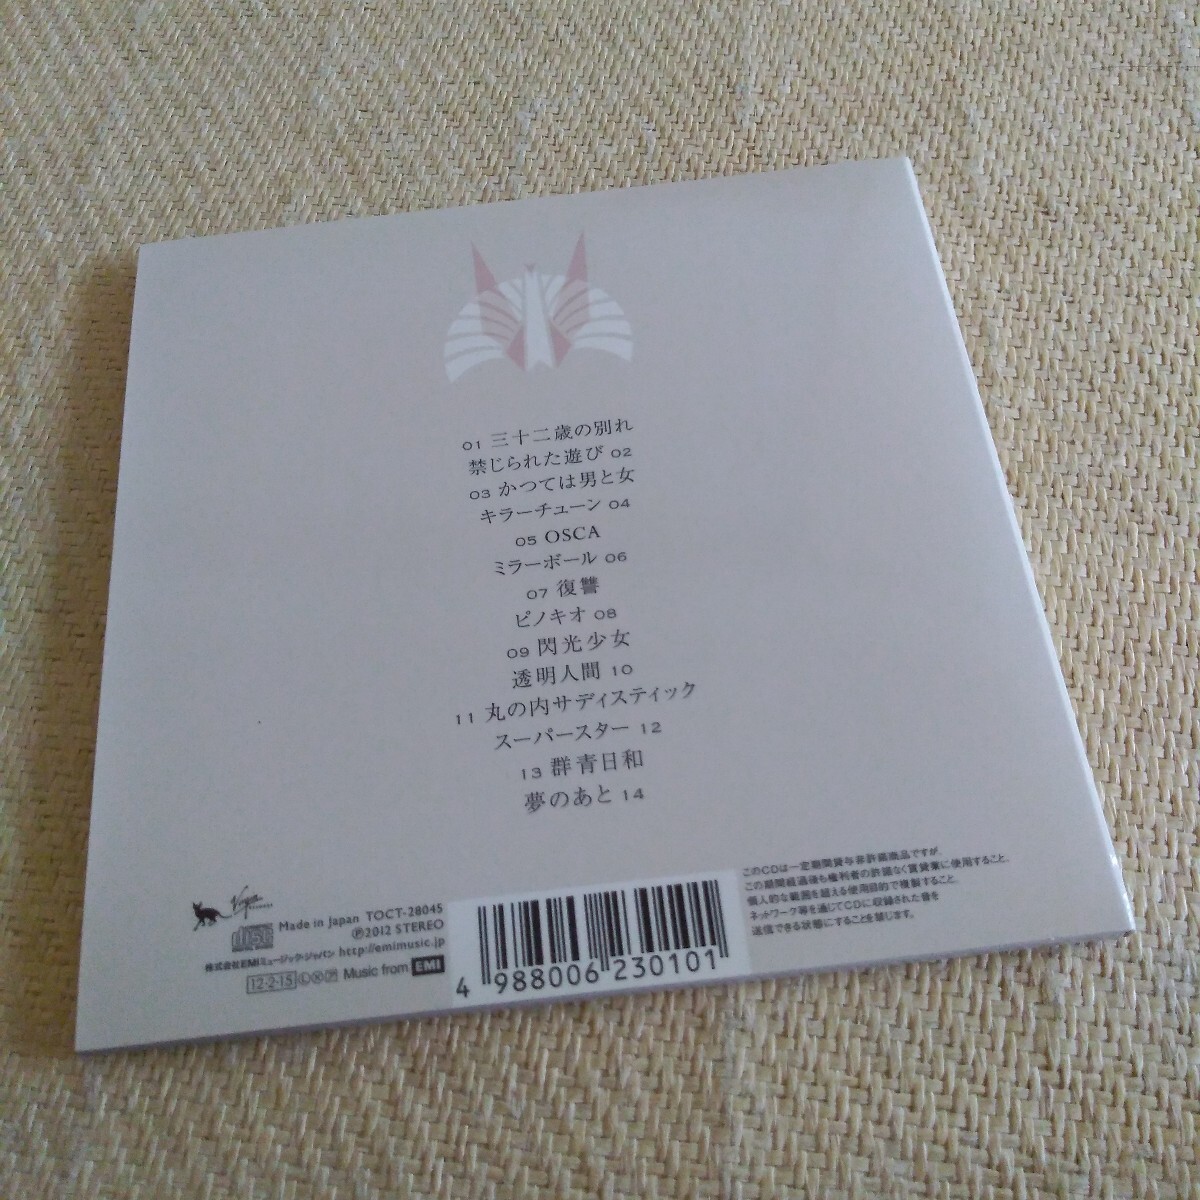 01 三十二歳の別れ
禁じられた遊び 02
03 かつては男と女
キラーチューン 04
05 OSCA
ミラーボール 06
07 復讐
ピノキオ 08
09 閃光少女
透明人間 10
11 丸の内サディスティック
スーパースター 12
13 群青日和
夢のあと 14
Virgin
RECORDS
Made in Japan TOCT-28045
℗2012 STEREO
株式会社EMIミュージック・ジャパン http://emimusic.jp
12-2-15 Ⓛ Ⓧ Music from EMI
4 988006 230101
このCDは一定期間貸与非許諾商品ですが、
この期間経過後も権利者の許諾なく賃貸業に使用すること、
個人的な範囲を超える使用目的で複製すること、
ネットワーク等を通じてCDに収録された音を
送信できる状態にすることを禁じます。